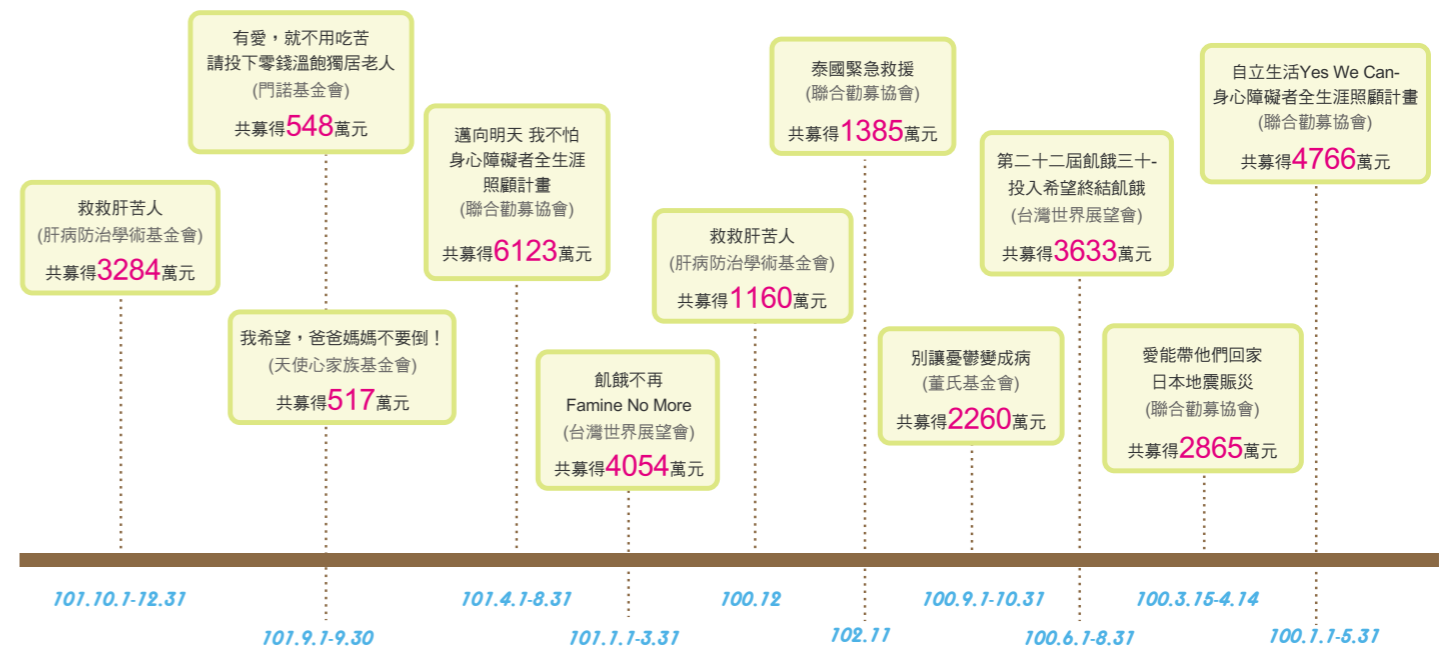 救救肝苦人
(肝病防治學術基金會)
共募得3284萬元
有愛，就不用吃苦
請投下零錢溫飽獨居老人
(門諾基金會)
共募得548萬元
我希望，爸爸媽媽不要倒！
(天使心家族基金會)
共募得517萬元
邁向明天 我不怕
身心障礙者全生涯
照顧計畫
(聯合勸募協會)
共募得6123萬元
飢餓不再
Famine No More
(台灣世界展望會)
共募得4054萬元
救救肝苦人
(肝病防治學術基金會)
共募得1160萬元
泰國緊急救援
(聯合勸募協會)
共募得1385萬元
別讓憂鬱變成病
(董氏基金會)
共募得2260萬元
第二十二屆飢餓三十-
投入希望終結飢餓
(台灣世界展望會)
共募得3633萬元
愛能帶他們回家
日本地震賑災
(聯合勸募協會)
共募得2865萬元
自立生活Yes We Can-
身心障礙者全生涯照顧計畫
(聯合勸募協會)
共募得4766萬元
101.10.1-12.31
101.9.1-9.30
101.4.1-8.31
101.1.1-3.31
100.12
102.11
100.9.1-10.31
100.6.1-8.31
100.3.15-4.14
100.1.1-5.31